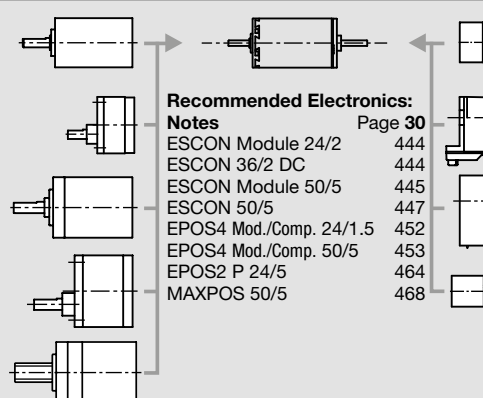 Recommended Electronics:
Notes Page 30
ESCON Module 24/2 444
ESCON 36/2 DC 444
ESCON Module 50/5 445
ESCON 50/5 447
EPOS4 Mod./Comp. 24/1.5 452
EPOS4 Mod./Comp. 50/5 453
EPOS2 P 24/5 464
MAXPOS 50/5 468